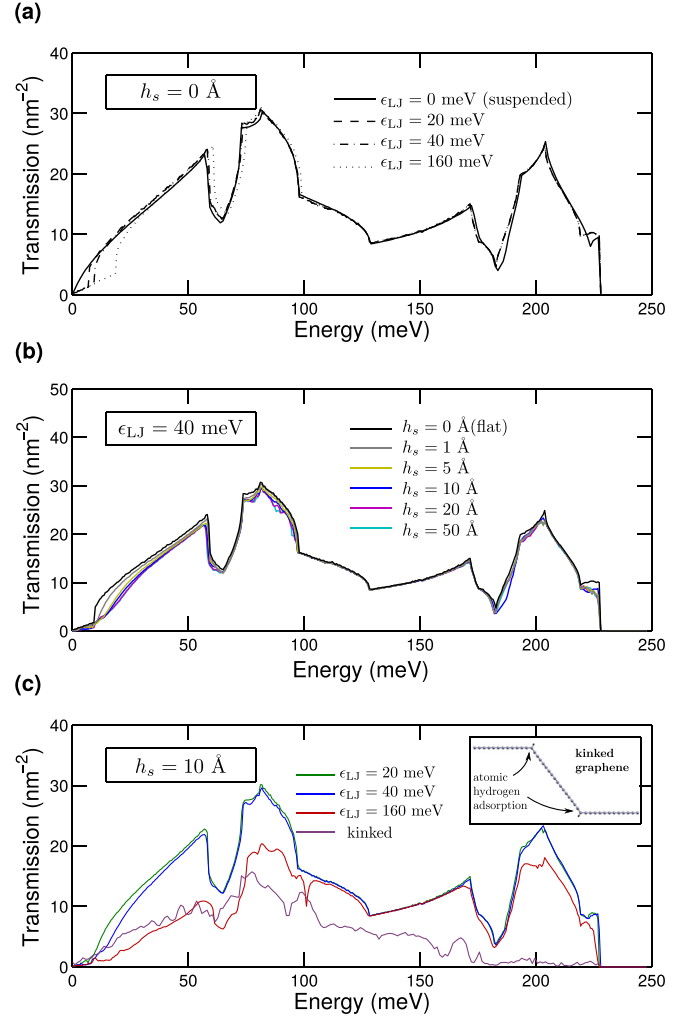 (a)
40
30
20
10
0
Transmission (nm⁻²)
h_s = 0 Å
ϵ_LJ = 0 meV (suspended)
ϵ_LJ = 20 meV
ϵ_LJ = 40 meV
ϵ_LJ = 160 meV
0 50 100 150 200 250
Energy (meV)
(b)
50
40
30
20
10
0
Transmission (nm⁻²)
ϵ_LJ = 40 meV
h_s = 0 Å(flat)
h_s = 1 Å
h_s = 5 Å
h_s = 10 Å
h_s = 20 Å
h_s = 50 Å
0 50 100 150 200 250
Energy (meV)
(c)
40
30
20
10
0
Transmission (nm⁻²)
h_s = 10 Å
ϵ_LJ = 20 meV
ϵ_LJ = 40 meV
ϵ_LJ = 160 meV
kinked
kinked
graphene
atomic
hydrogen
adsorption
0 50 100 150 200 250
Energy (meV)